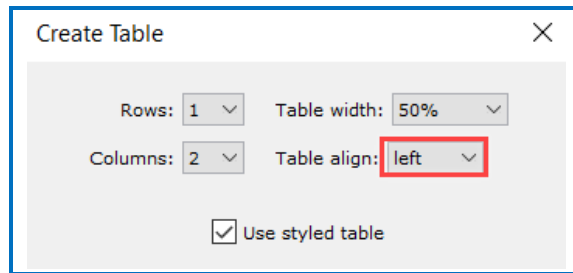 Create Table
Rows: 1 Table width: 50%
Columns: 2 Table align: left
Use styled table